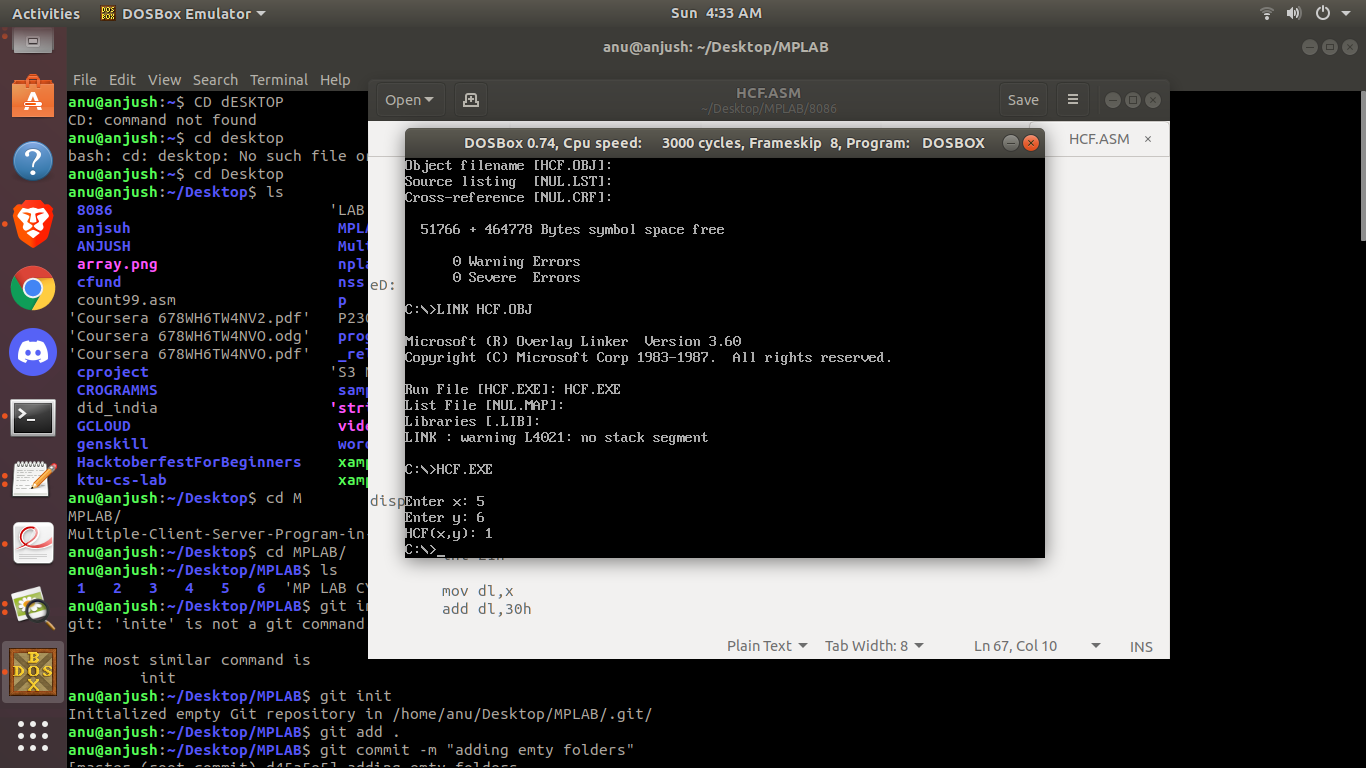 Activities DOSBox Emulator Sun 4:33 AM
anu@anjush: ~/Desktop/MPLAB
File Edit View Search Terminal Help
anu@anjush:~$ CD dESKTOP
CD: command not found
anu@anjush:~$ cd desktop
bash: cd: desktop: No such file or
anu@anjush:~$ cd Desktop
anu@anjush:~/Desktop$ ls
8086 'LAB
anjsuh MPLA
ANJUSH Mult
array.png npla
cfund nss
count99.asm p
'Coursera 678WH6TW4NV2.pdf' P230
'Coursera 678WH6TW4NVO.odg' prog
'Coursera 678WH6TW4NVO.pdf' _rel
cproject 'S3 M
CROGRAMMS samp
did_india 'stri
GCLOUD vide
genskill word
HacktoberfestForBeginners xamp
ktu-cs-lab xamp
anu@anjush:~/Desktop$ cd M
MPLAB/
Multiple-Client-Server-Program-in-
anu@anjush:~/Desktop$ cd MPLAB/
anu@anjush:~/Desktop/MPLAB$ ls
1 2 3 4 5 6 'MP LAB CY
anu@anjush:~/Desktop/MPLAB$ git in
git: 'inite' is not a git command
The most similar command is
init
anu@anjush:~/Desktop/MPLAB$ git init
Initialized empty Git repository in /home/anu/Desktop/MPLAB/.git/
anu@anjush:~/Desktop/MPLAB$ git add .
anu@anjush:~/Desktop/MPLAB$ git commit -m "adding emty folders"
Open HCF.ASM Save
~/Desktop/MPLAB/8086
HCF.ASM ×
eD:
disp
mov dl,x
add dl,30h
Plain Text Tab Width: 8 Ln 67, Col 10 INS
DOSBox 0.74, Cpu speed: 3000 cycles, Frameskip 8, Program: DOSBOX
Object filename [HCF.OBJ]:
Source listing [NUL.LST]:
Cross-reference [NUL.CRF]:
51766 + 464778 Bytes symbol space free
0 Warning Errors
0 Severe Errors
C:\>LINK HCF.OBJ
Microsoft (R) Overlay Linker Version 3.60
Copyright (C) Microsoft Corp 1983-1987. All rights reserved.
Run File [HCF.EXE]: HCF.EXE
List File [NUL.MAP]:
Libraries [.LIB]:
LINK : warning L4021: no stack segment
C:\>HCF.EXE
Enter x: 5
Enter y: 6
HCF(x,y): 1
C:\>_
DOS BOX